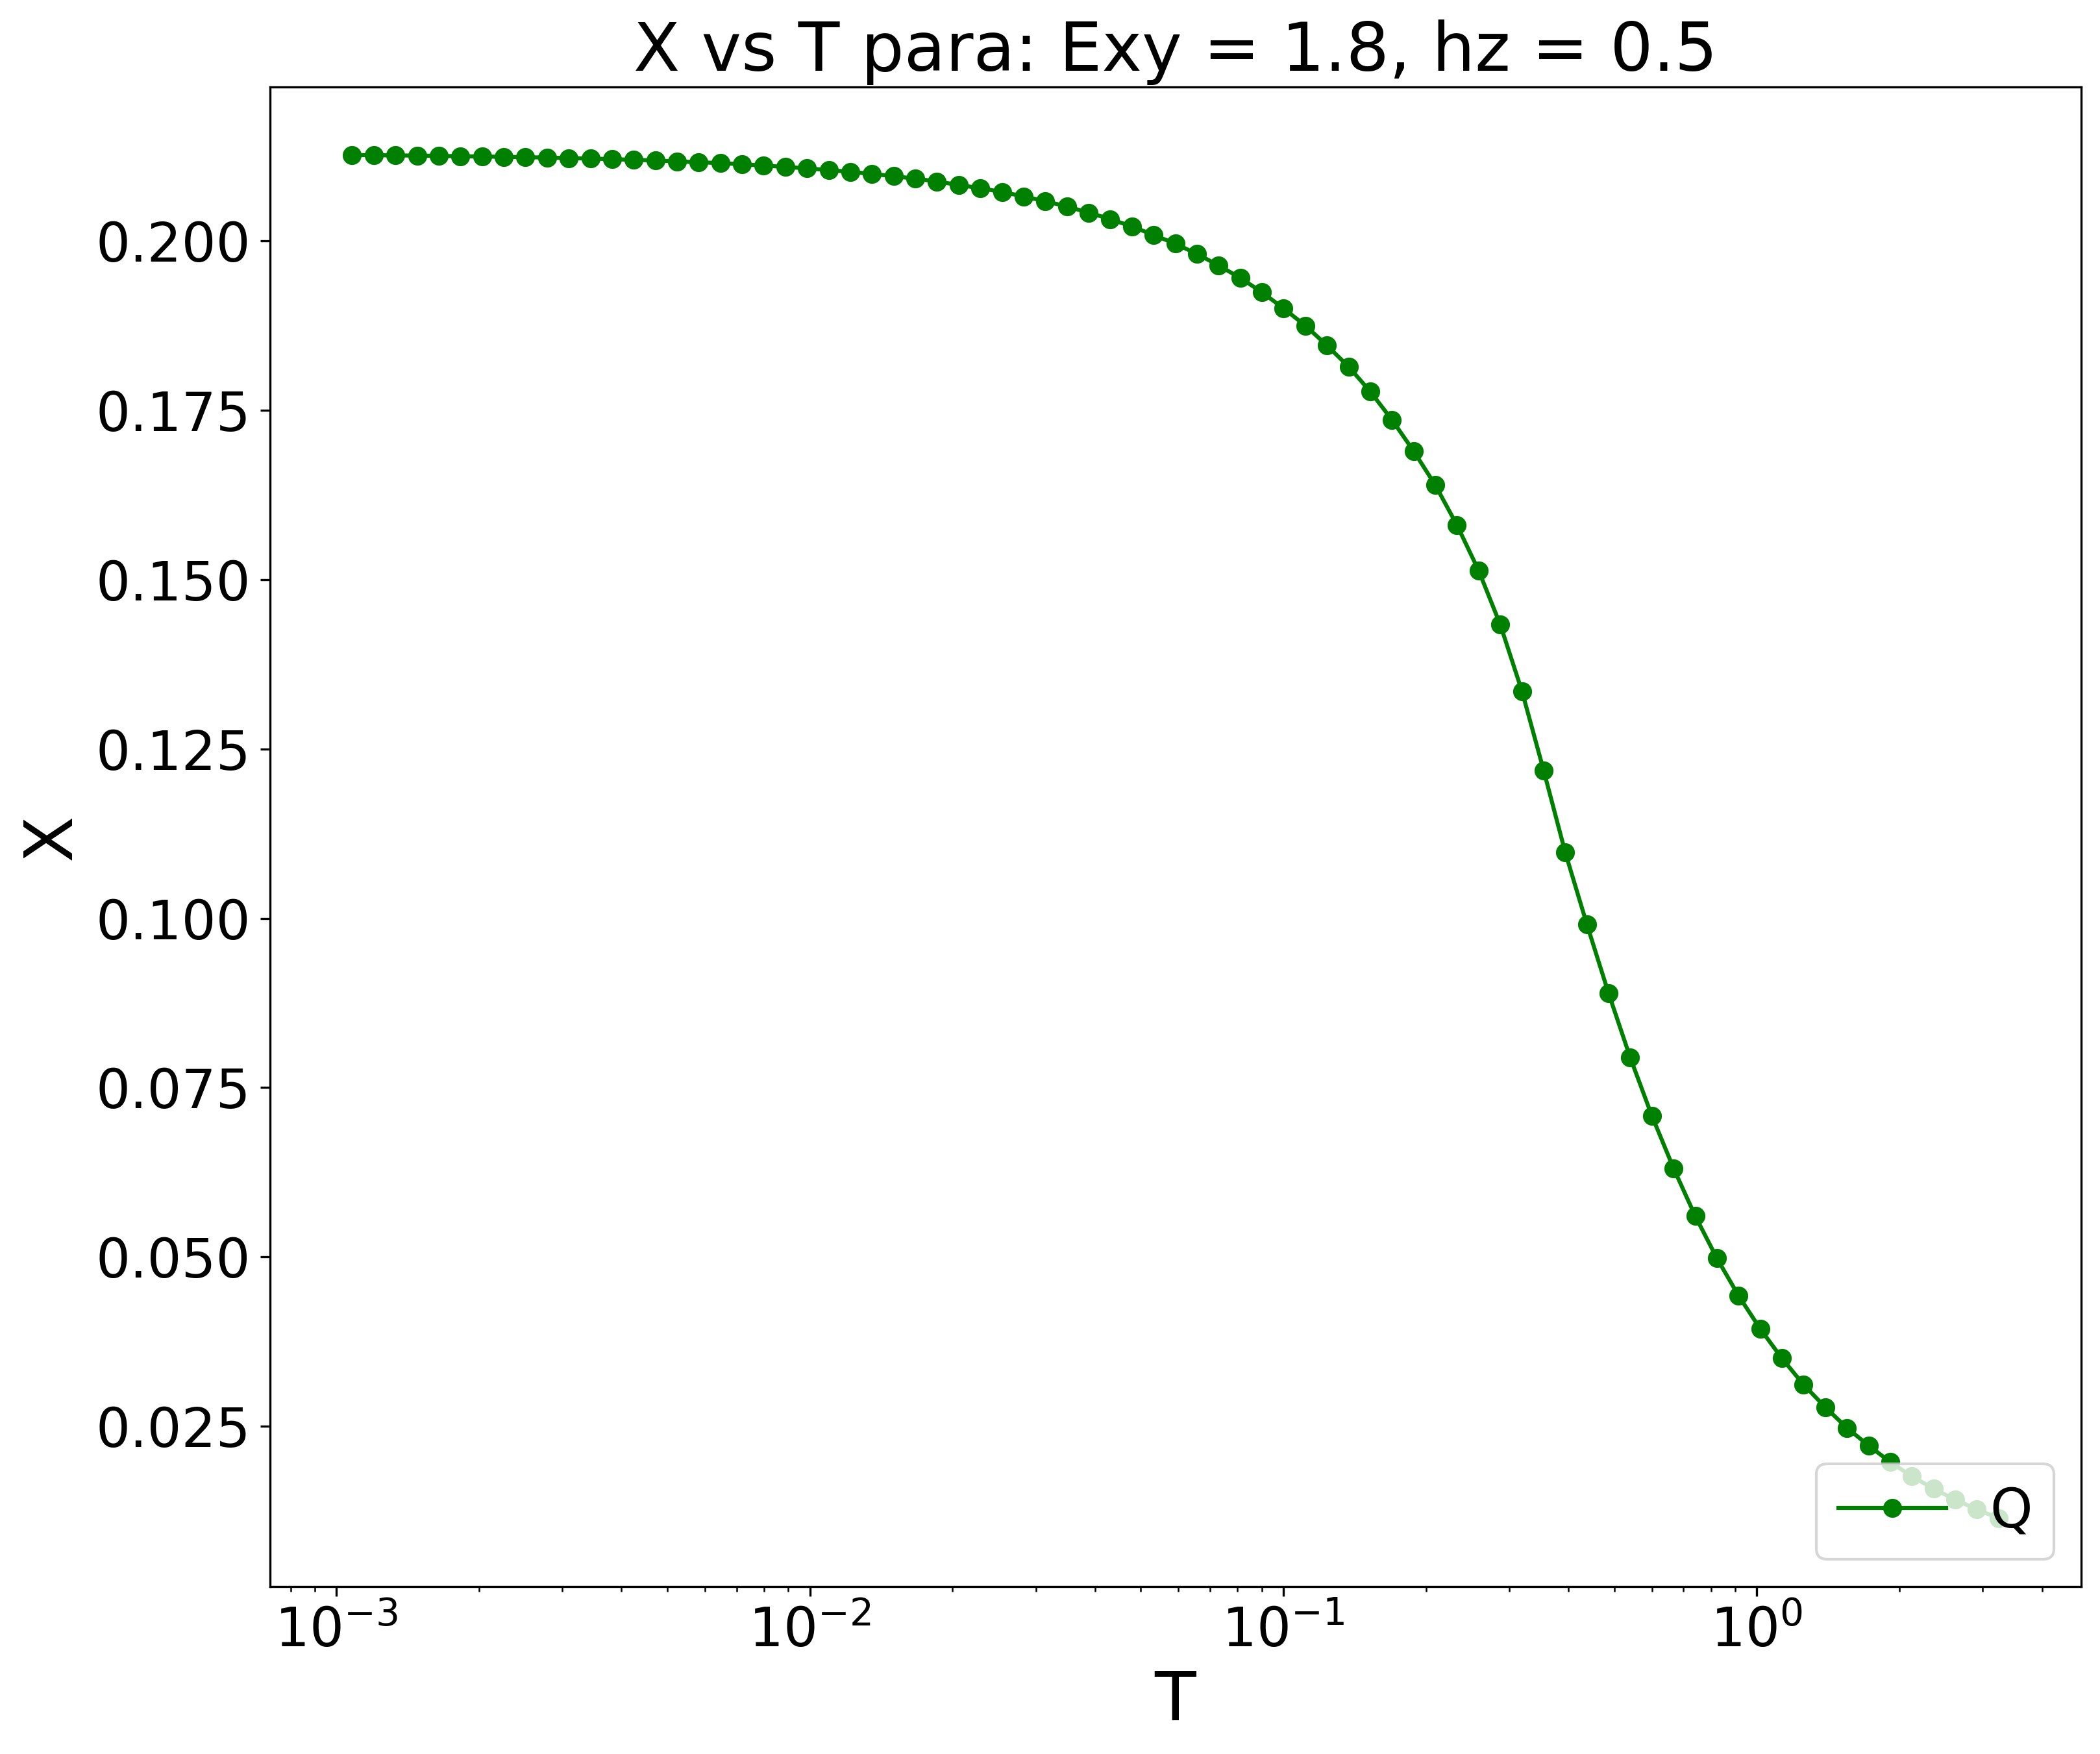 X vs T para: Exy = 1.8, hz = 0.5
X
0.200
0.175
0.150
0.125
0.100
0.075
0.050
0.025
Q
10⁻³ 10⁻² 10⁻¹ 10⁰
T